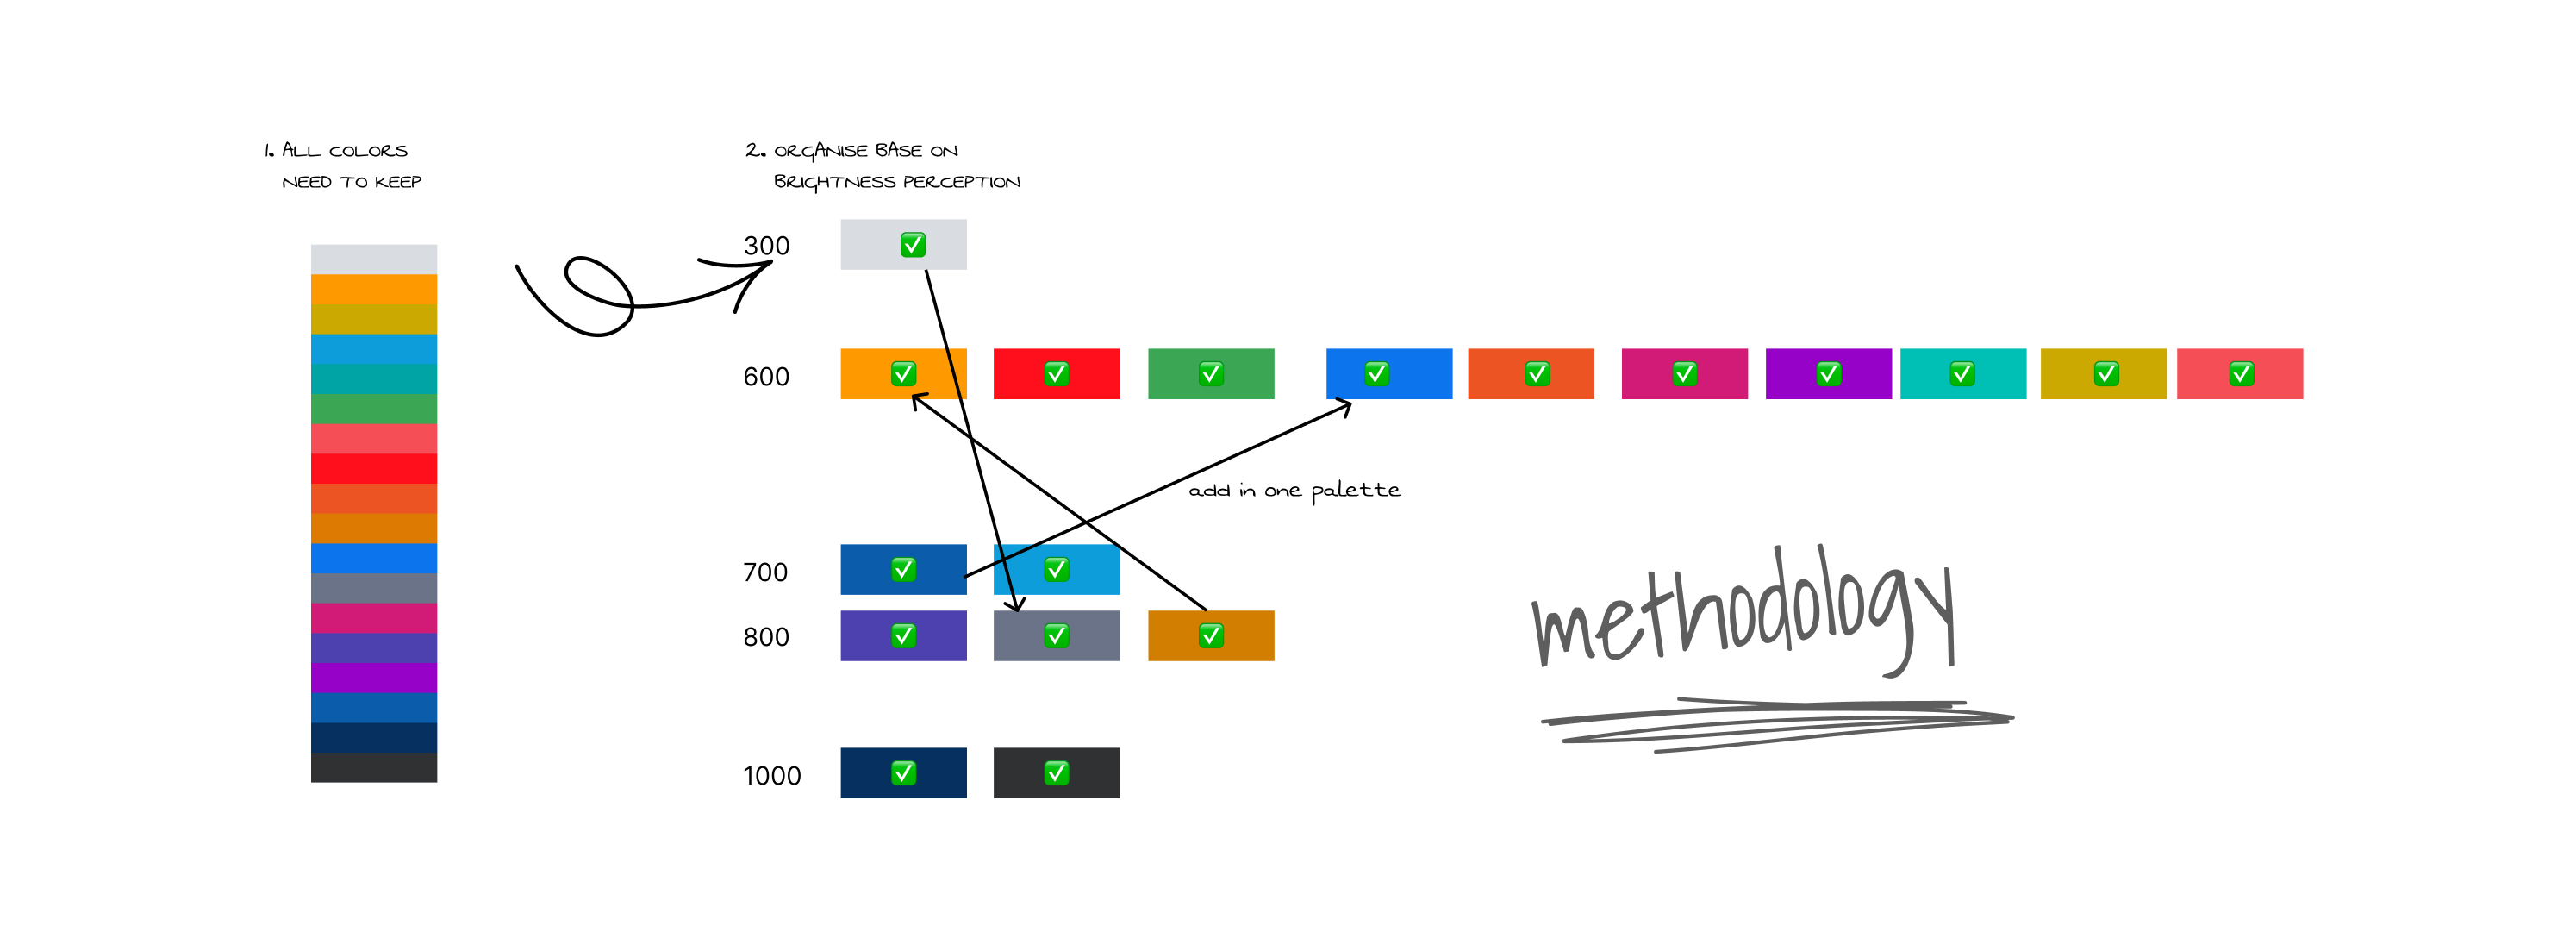 1. ALL COLORS
NEED TO KEEP
2. ORGANISE BASE ON
BRIGHTNESS PERCEPTION
300
600
add in one palette
700
800
1000
methodology